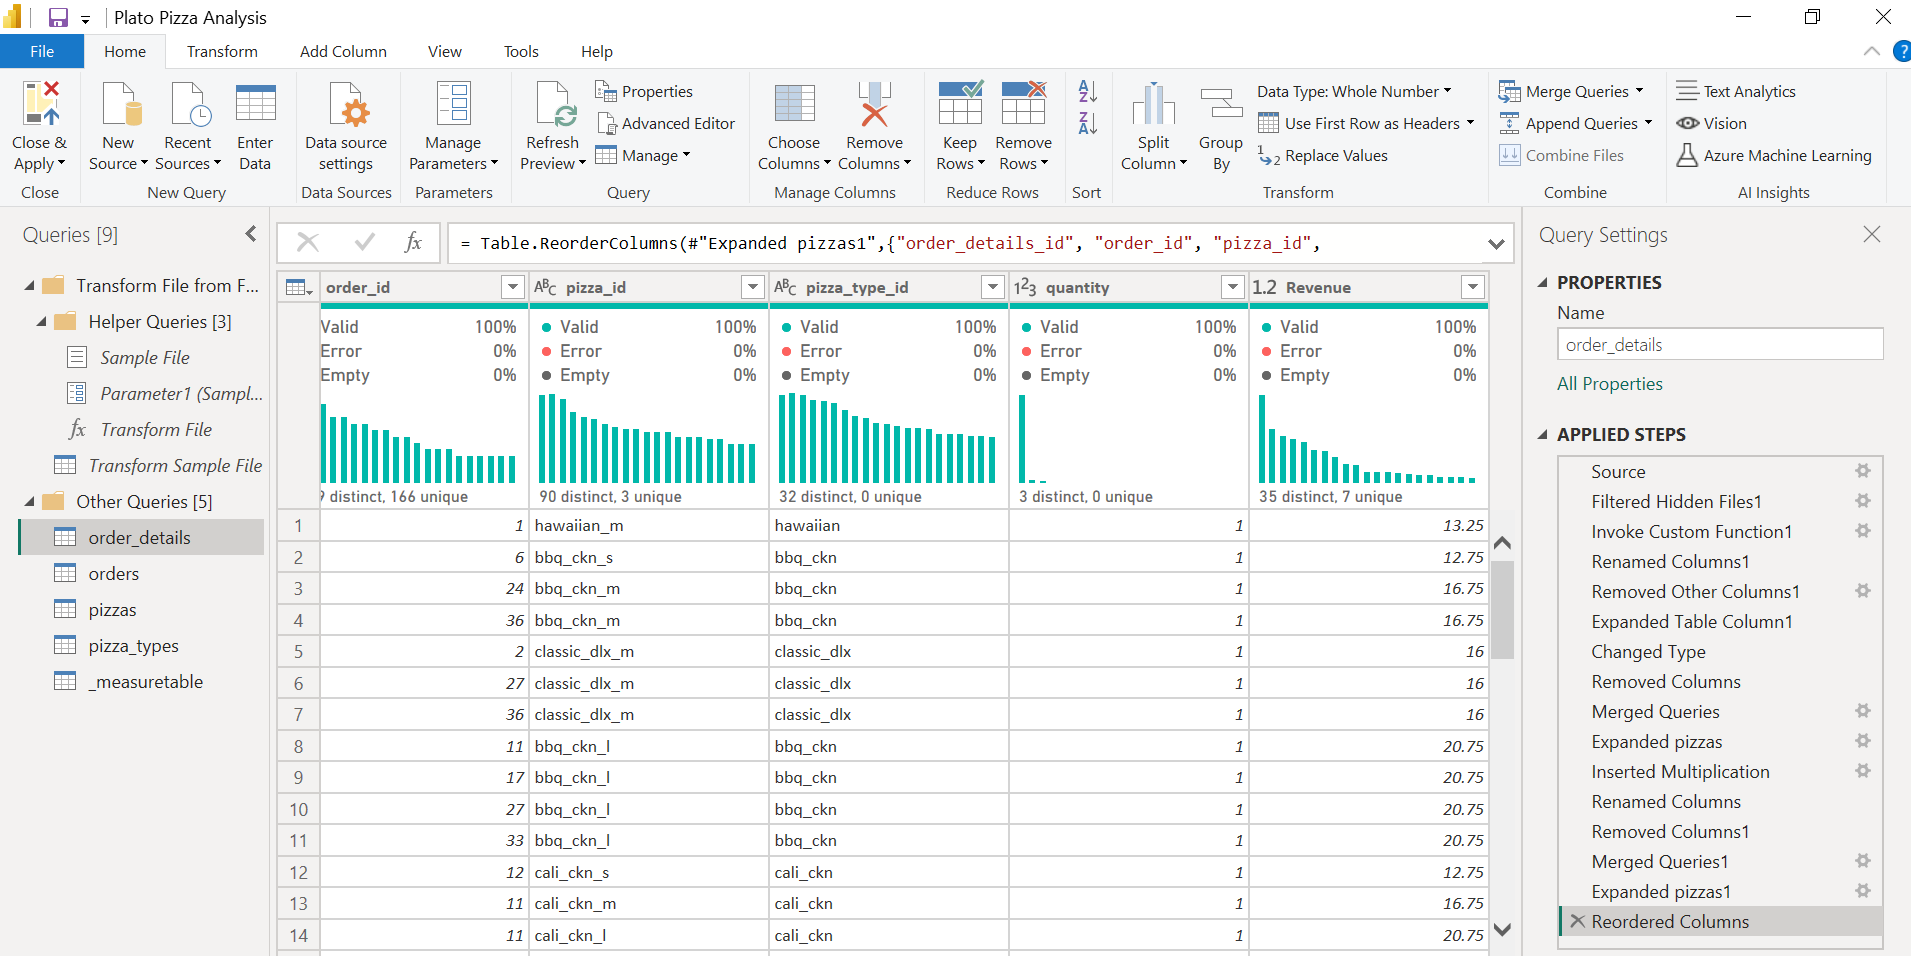 Plato Pizza Analysis
File Home Transform Add Column View Tools Help
?
Close & Apply
Close
New Source
Recent Sources
Enter Data
New Query
Data source settings
Data Sources
Manage Parameters
Parameters
Refresh Preview
Properties
Advanced Editor
Manage
Query
Choose Columns
Remove Columns
Manage Columns
Keep Rows
Remove Rows
Reduce Rows
A
Z
Z
A
Sort
Split Column
Group By
Data Type: Whole Number
Use First Row as Headers
1
2
Replace Values
Transform
Merge Queries
Append Queries
Combine Files
Combine
Text Analytics
Vision
Azure Machine Learning
AI Insights
Queries [9]
Transform File from F...
Helper Queries [3]
Sample File
Parameter1 (Sampl...
fx Transform File
Transform Sample File
Other Queries [5]
order_details
orders
pizzas
pizza_types
_measuretable
fx = Table.ReorderColumns(#"Expanded pizzas1",{"order_details_id", "order_id", "pizza_id",
order_id ABC pizza_id ABC pizza_type_id 123 quantity 1.2 Revenue
Valid 100% Valid 100% Valid 100% Valid 100% Valid 100%
Error 0% Error 0% Error 0% Error 0% Error 0%
Empty 0% Empty 0% Empty 0% Empty 0% Empty 0%
distinct, 166 unique 90 distinct, 3 unique 32 distinct, 0 unique 3 distinct, 0 unique 35 distinct, 7 unique
1 1 hawaiian_m hawaiian 1 13.25
2 6 bbq_ckn_s bbq_ckn 1 12.75
3 24 bbq_ckn_m bbq_ckn 1 16.75
4 36 bbq_ckn_m bbq_ckn 1 16.75
5 2 classic_dlx_m classic_dlx 1 16
6 27 classic_dlx_m classic_dlx 1 16
7 36 classic_dlx_m classic_dlx 1 16
8 11 bbq_ckn_l bbq_ckn 1 20.75
9 17 bbq_ckn_l bbq_ckn 1 20.75
10 27 bbq_ckn_l bbq_ckn 1 20.75
11 33 bbq_ckn_l bbq_ckn 1 20.75
12 12 cali_ckn_s cali_ckn 1 12.75
13 11 cali_ckn_m cali_ckn 1 16.75
14 11 cali_ckn_l cali_ckn 1 20.75
Query Settings
PROPERTIES
Name
order_details
All Properties
APPLIED STEPS
Source
Filtered Hidden Files1
Invoke Custom Function1
Renamed Columns1
Removed Other Columns1
Expanded Table Column1
Changed Type
Removed Columns
Merged Queries
Expanded pizzas
Inserted Multiplication
Renamed Columns
Removed Columns1
Merged Queries1
Expanded pizzas1
Reordered Columns